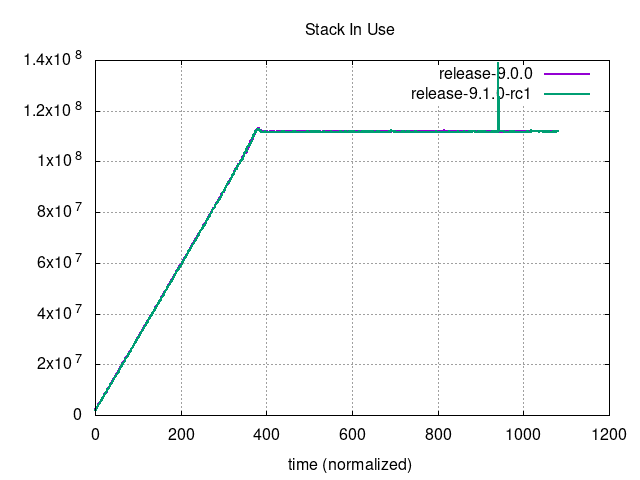 Stack In Use
1.4x10 8
1.2x10 8
1x10 8
8x10 7
6x10 7
4x10 7
2x10 7
0
release-9.0.0
release-9.1.0-rc1
0 200 400 600 800 1000 1200
time (normalized)